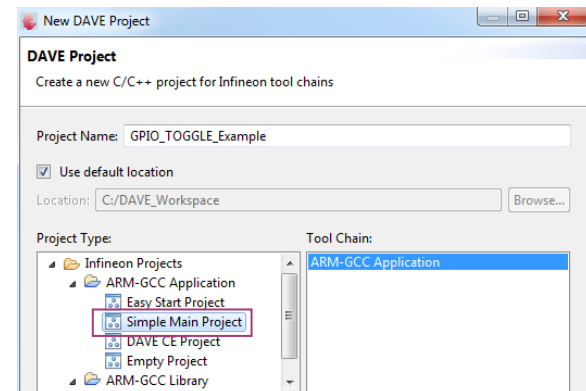 New DAVE Project
DAVE Project
Create a new C/C++ project for Infineon tool chains
Project Name: GPIO_TOGGLE_Example
Use default location
Location: C:/DAVE_Workspace Browse...
Project Type: Tool Chain:
Infineon Projects ARM-GCC Application
ARM-GCC Application
Easy Start Project
Simple Main Project
DAVE CE Project
Empty Project
ARM-GCC Library